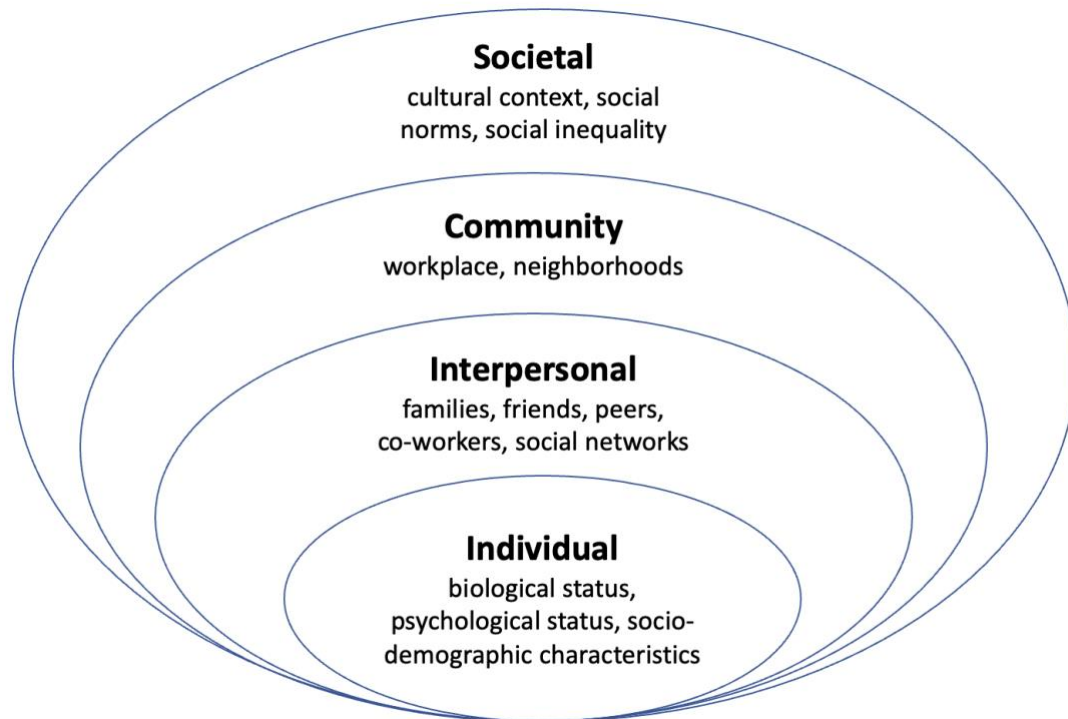 Societal
cultural context, social
norms, social inequality
Community
workplace, neighborhoods
Interpersonal
families, friends, peers,
co-workers, social networks
Individual
biological status,
psychological status, socio-
demographic characteristics